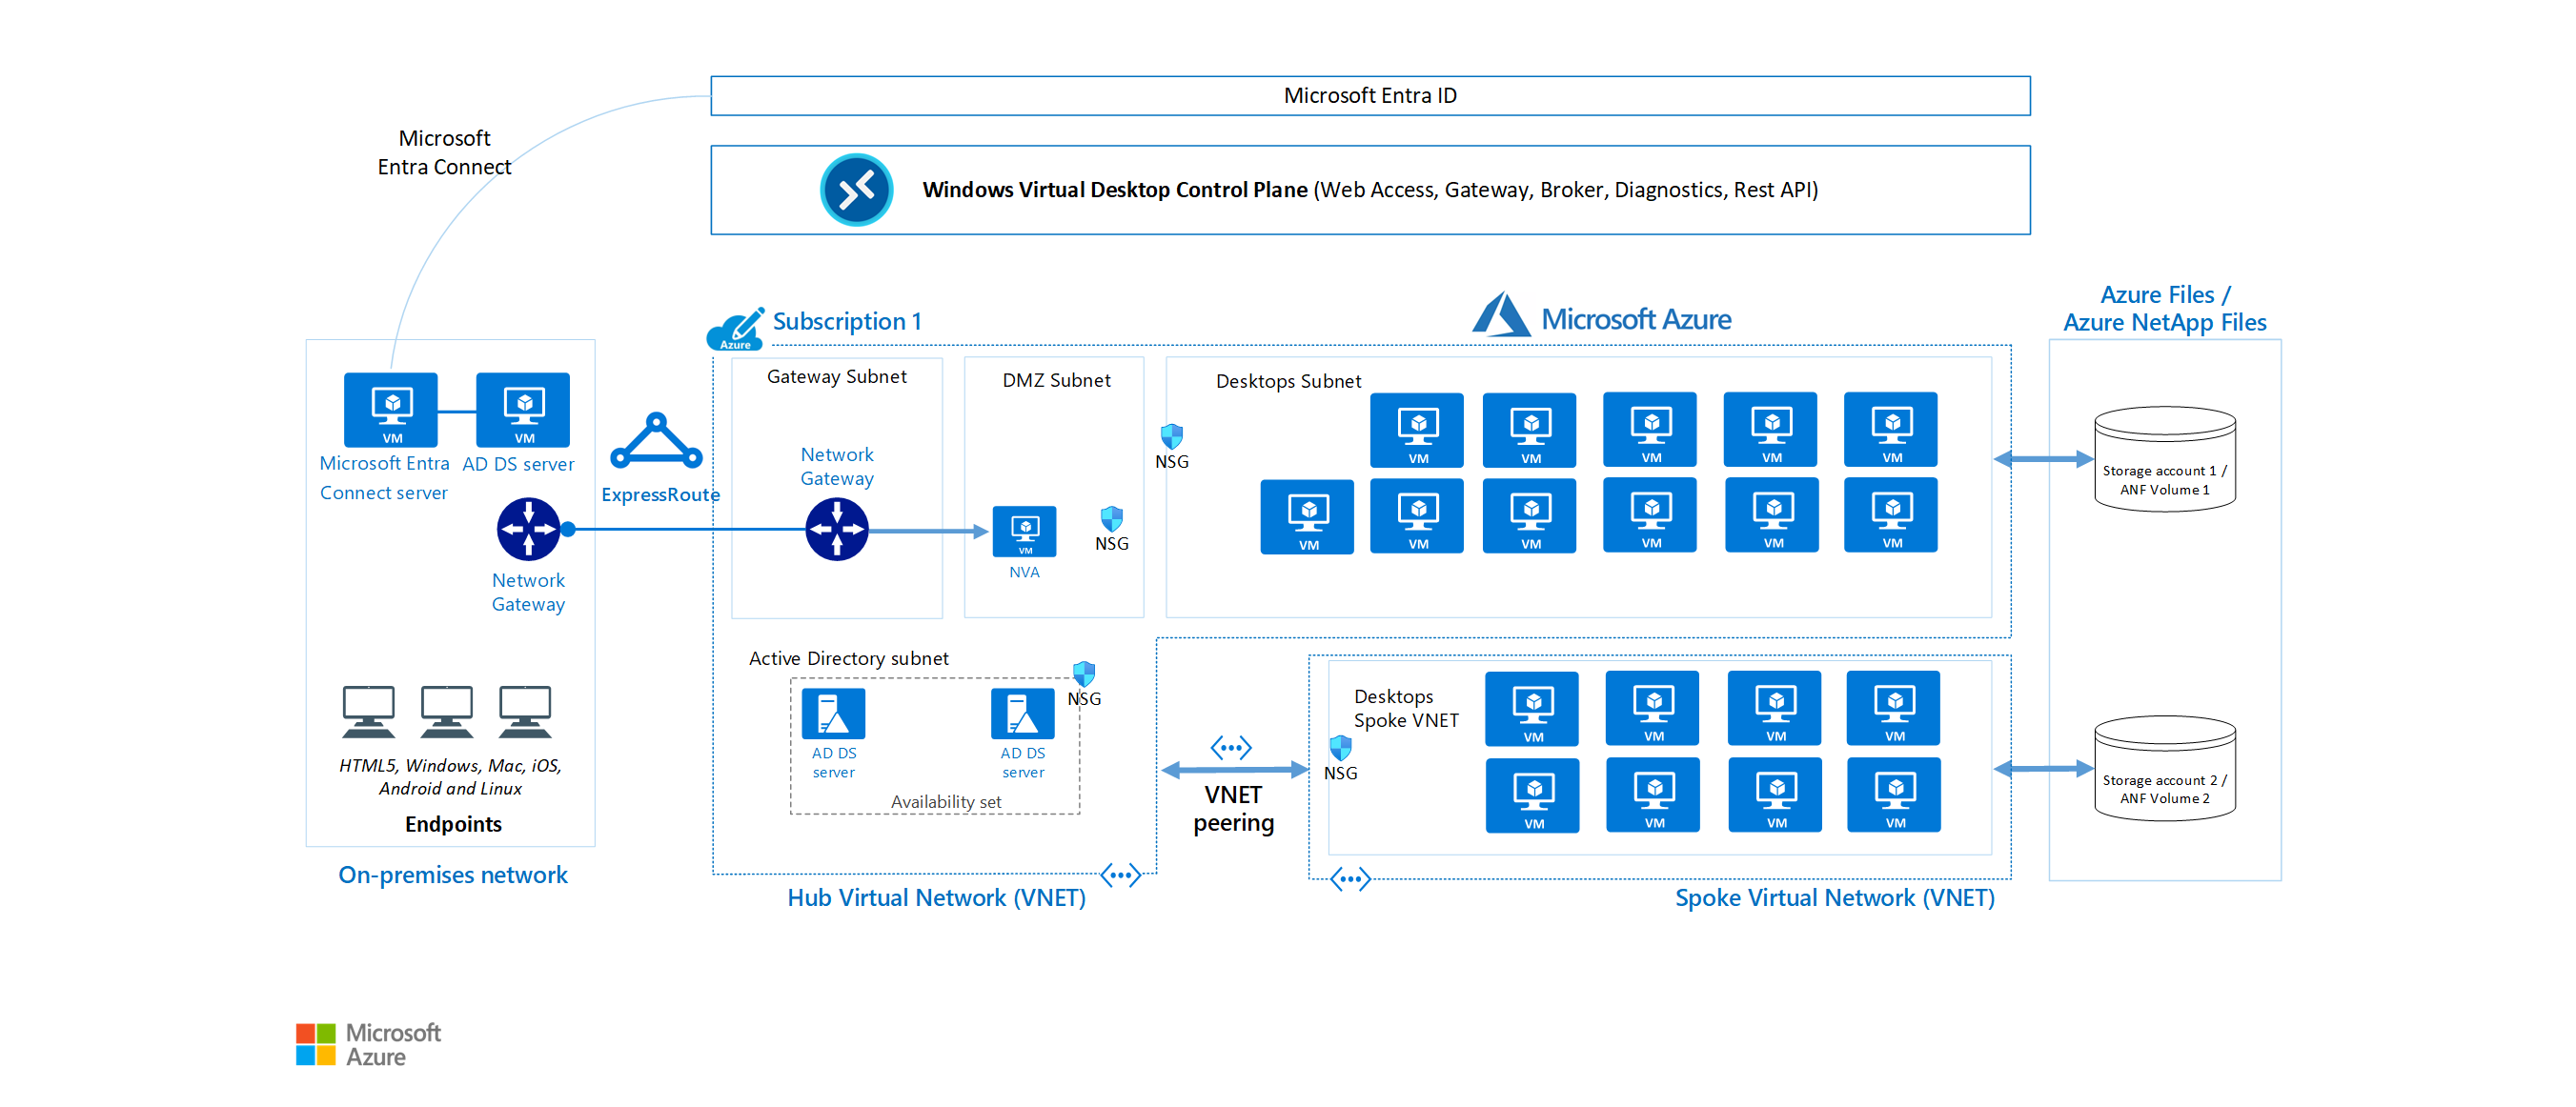 Microsoft Entra ID
Microsoft
Entra Connect
Windows Virtual Desktop Control Plane (Web Access, Gateway, Broker, Diagnostics, Rest API)
Azure
Subscription 1
Microsoft Azure
Azure Files /
Azure NetApp Files
VM
Microsoft Entra
Connect server
VM
AD DS server
Network
Gateway
HTML5, Windows, Mac, iOS,
Android and Linux
Endpoints
On-premises network
ExpressRoute
Gateway Subnet
Network
Gateway
DMZ Subnet
VM
NVA
NSG
NSG
Desktops Subnet
VM
VM
VM
VM
VM
VM
VM
VM
VM
VM
VM
Storage account 1 /
ANF Volume 1
Active Directory subnet
NSG
AD DS
server
AD DS
server
Availability set
Hub Virtual Network (VNET)
VNET
peering
Desktops
Spoke VNET
NSG
VM
VM
VM
VM
VM
VM
VM
VM
Spoke Virtual Network (VNET)
Storage account 2 /
ANF Volume 2
Microsoft
Azure